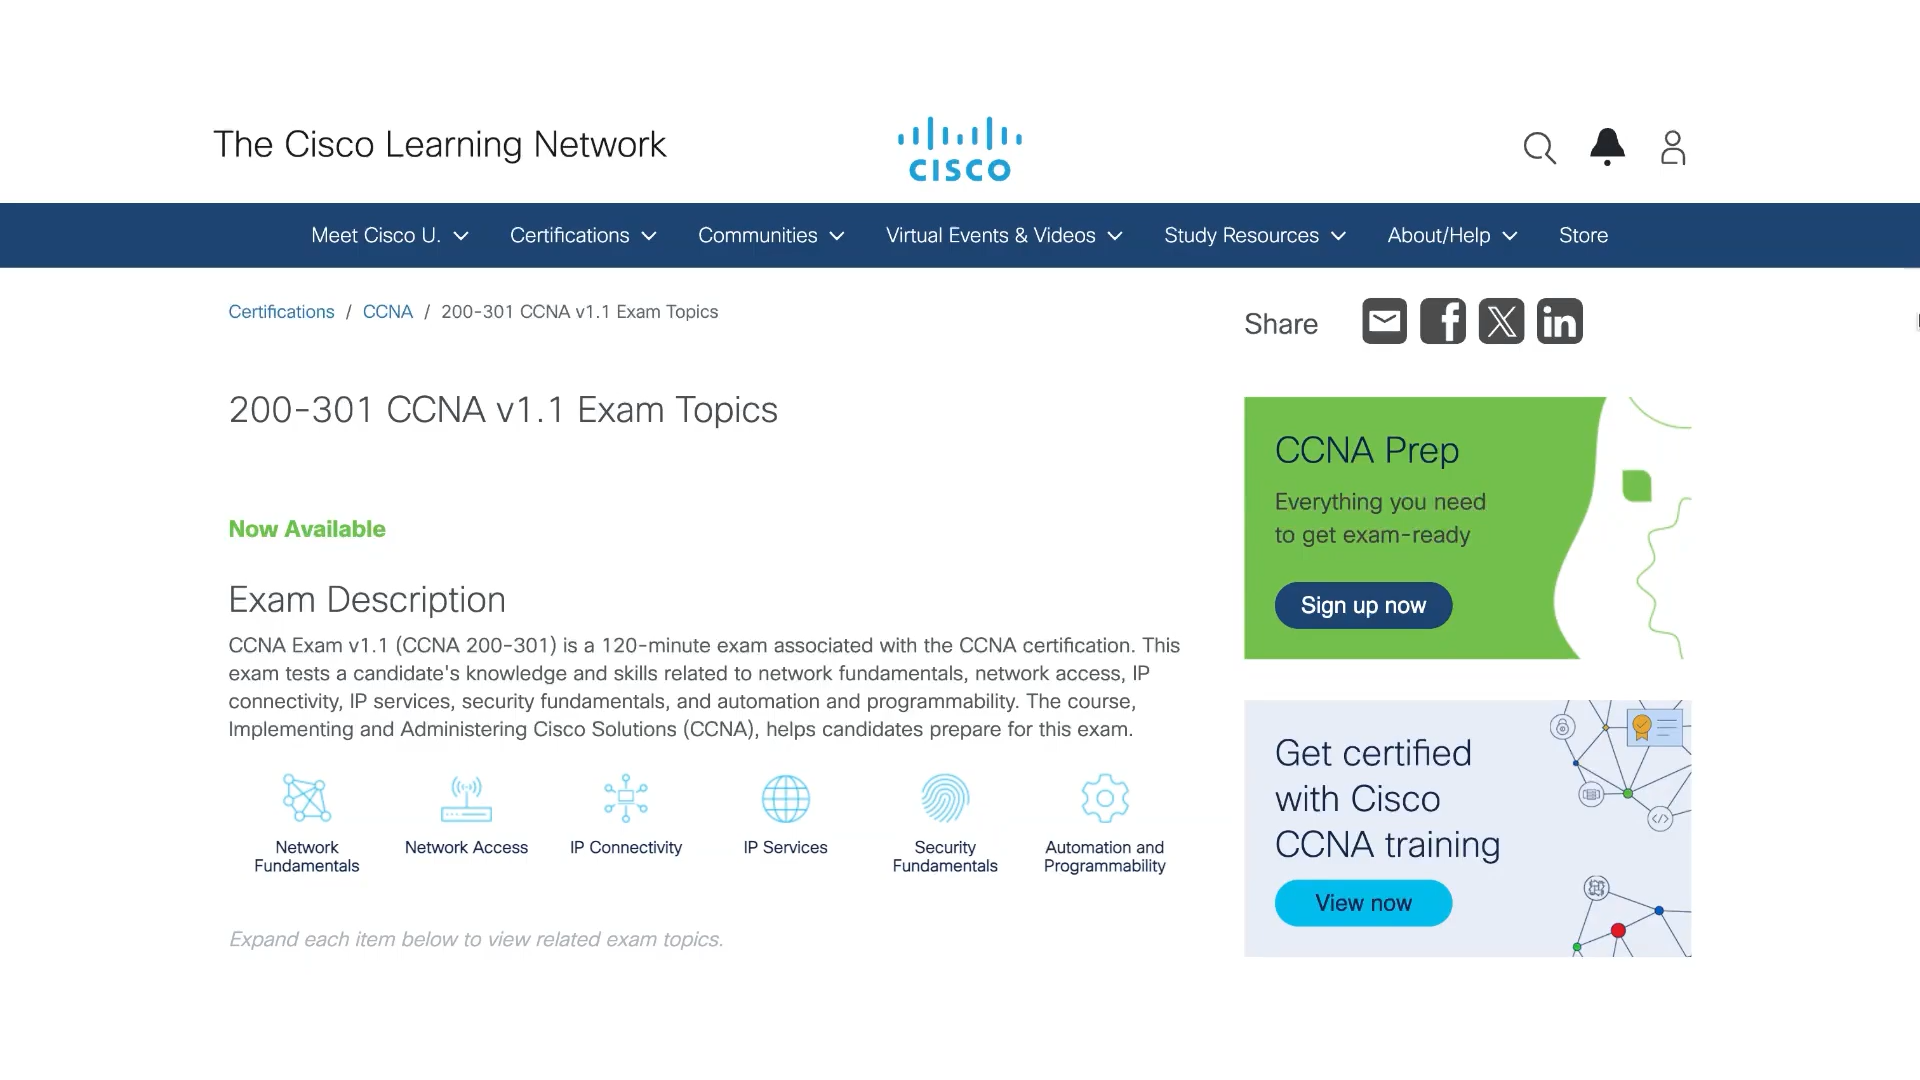 The Cisco Learning Network
CISCO
Meet Cisco U. Certifications Communities Virtual Events & Videos Study Resources About/Help Store
Certifications / CCNA / 200-301 CCNA v1.1 Exam Topics
Share
200-301 CCNA v1.1 Exam Topics
Now Available
Exam Description
CCNA Exam v1.1 (CCNA 200-301) is a 120-minute exam associated with the CCNA certification. This
exam tests a candidate's knowledge and skills related to network fundamentals, network access, IP
connectivity, IP services, security fundamentals, and automation and programmability. The course,
Implementing and Administering Cisco Solutions (CCNA), helps candidates prepare for this exam.
Network
Fundamentals
Network Access
IP Connectivity
IP Services
Security
Fundamentals
Automation and
Programmability
Expand each item below to view related exam topics.
CCNA Prep
Everything you need
to get exam-ready
Sign up now
Get certified
with Cisco
CCNA training
View now